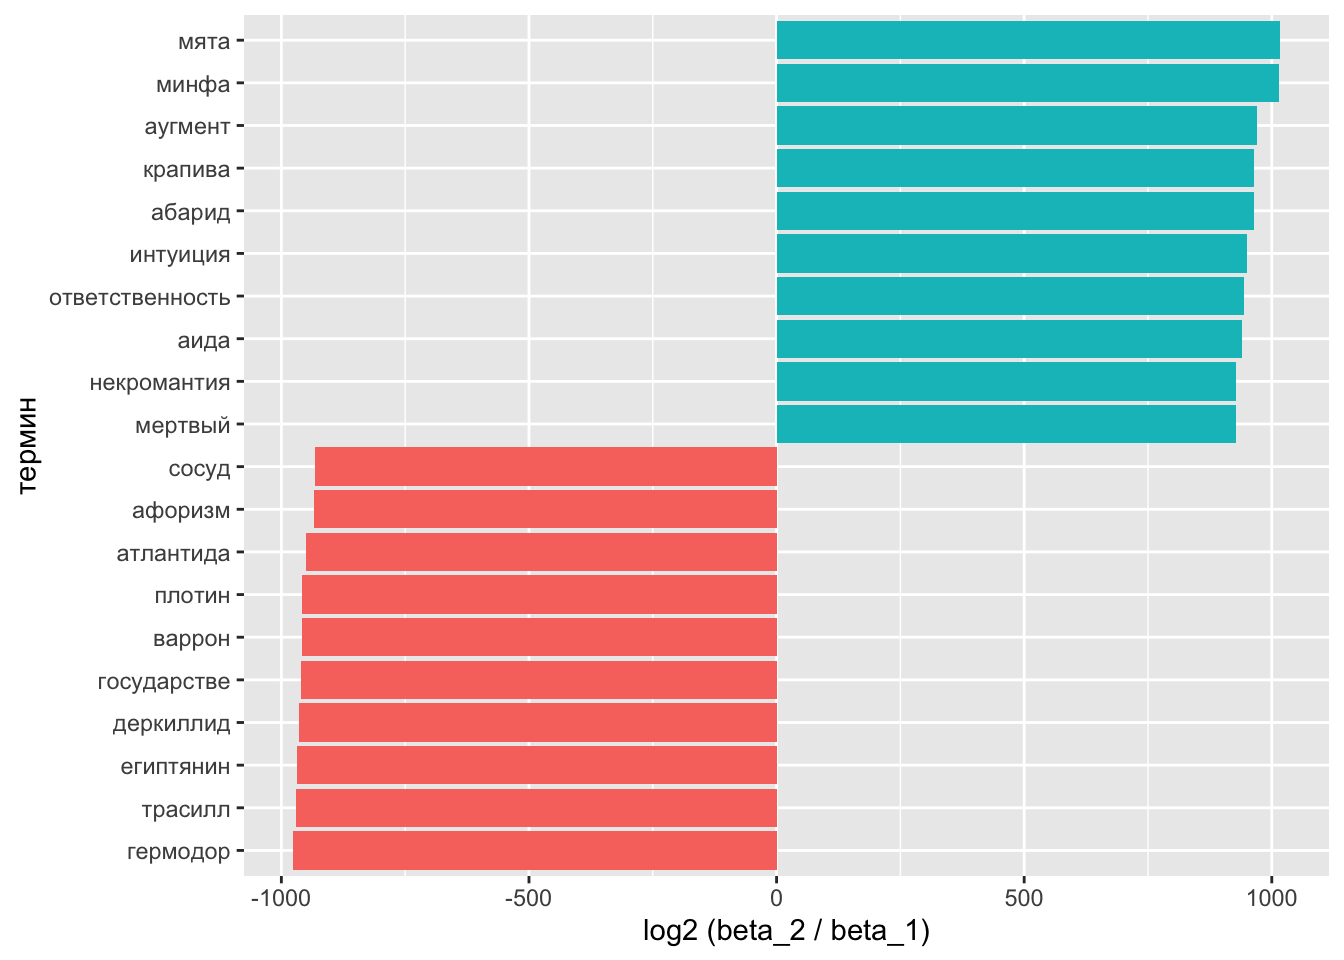 мята
минфа
аугмент
крапива
абарид
интуиция
ответственность
аида
некромантия
мертвый
сосуд
афоризм
атлантида
плотин
варрон
государстве
деркиллид
египтянин
трасилл
гермодор
термин
-1000 -500 0 500 1000
log2 (beta_2 / beta_1)